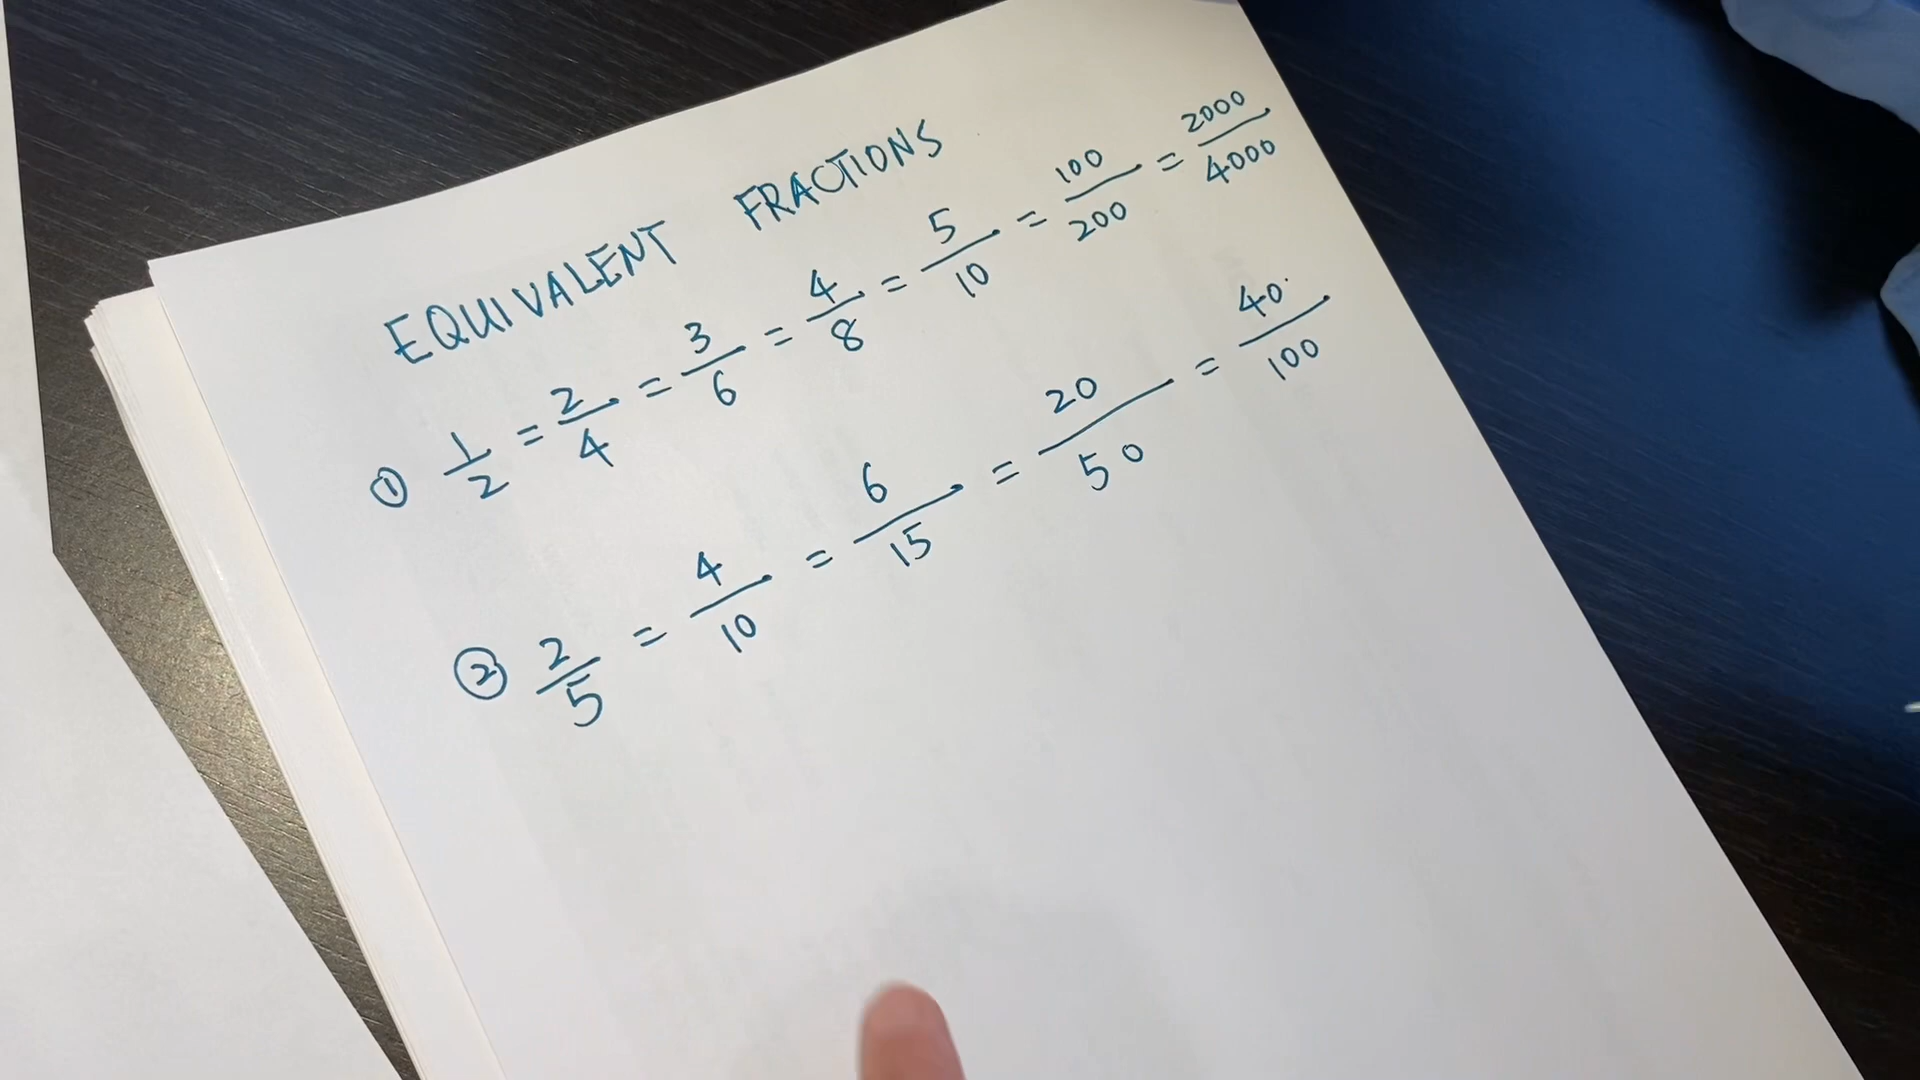 EQUIVALENT FRACTIONS
① 1/2 = 2/4 = 3/6 = 4/8 = 5/10 = 100/200 = 2000/4000
② 2/5 = 4/10 = 6/15 = 20/50 = 40/100